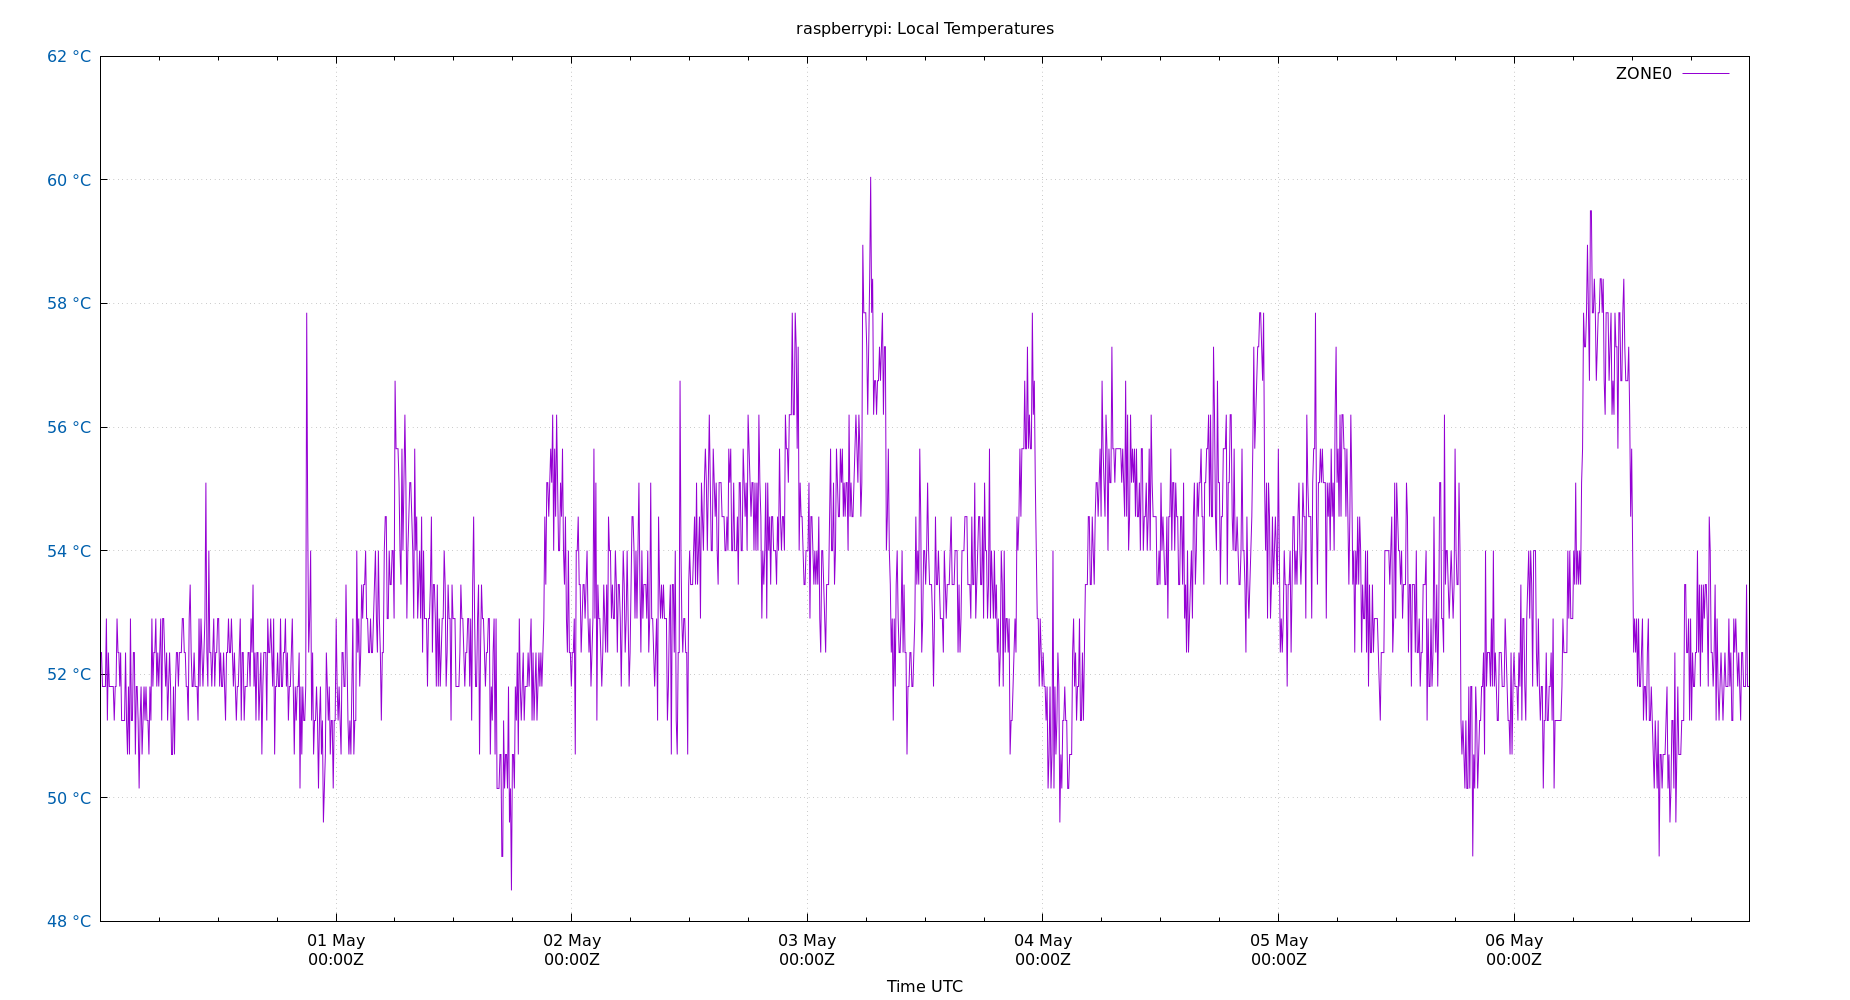 raspberrypi: Local Temperatures
62 °C
ZONE0
60 °C
58 °C
56 °C
54 °C
52 °C
50 °C
48 °C
01 May 02 May 03 May 04 May 05 May 06 May
00:00Z 00:00Z 00:00Z 00:00Z 00:00Z 00:00Z
Time UTC